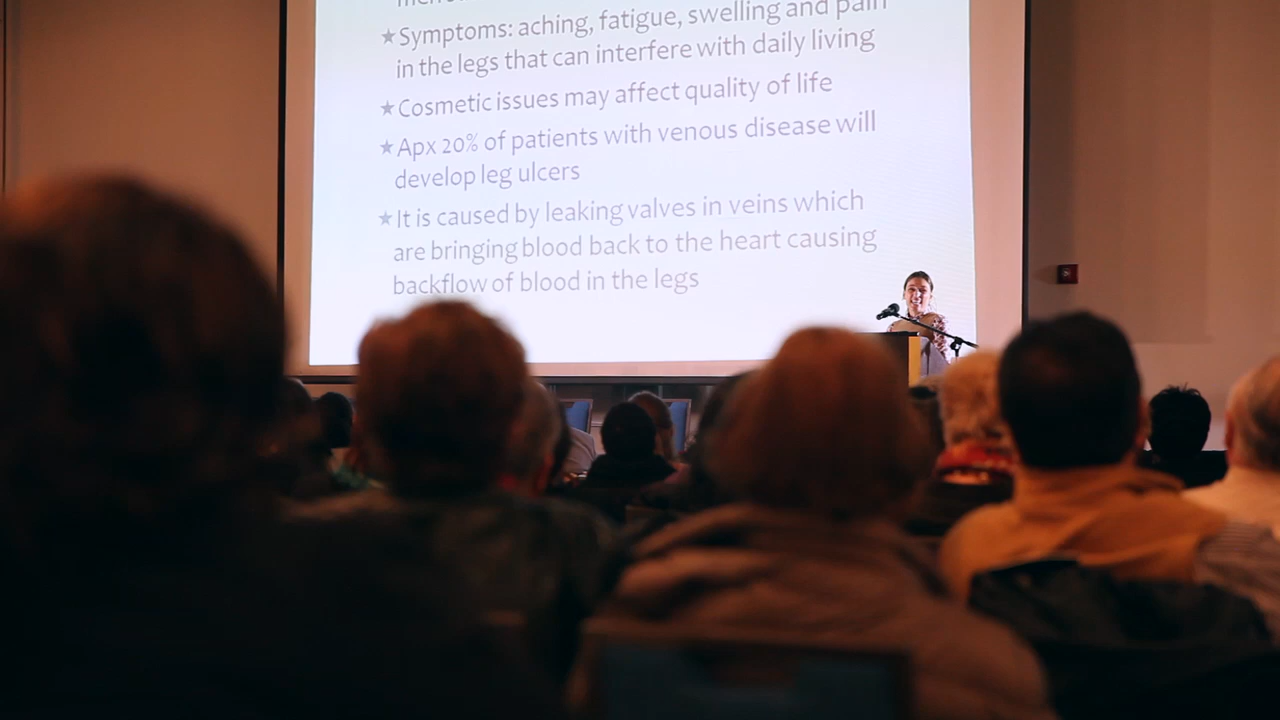 ★Symptoms: aching, fatigue, swelling and pain
in the legs that can interfere with daily living
★Cosmetic issues may affect quality of life
★Apx 20% of patients with venous disease will
develop leg ulcers
★It is caused by leaking valves in veins which
are bringing blood back to the heart causing
backflow of blood in the legs